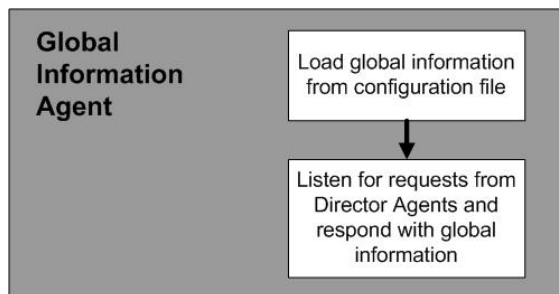 Global
Information
Agent
Load global information
from configuration file
Listen for requests from
Director Agents and
respond with global
information